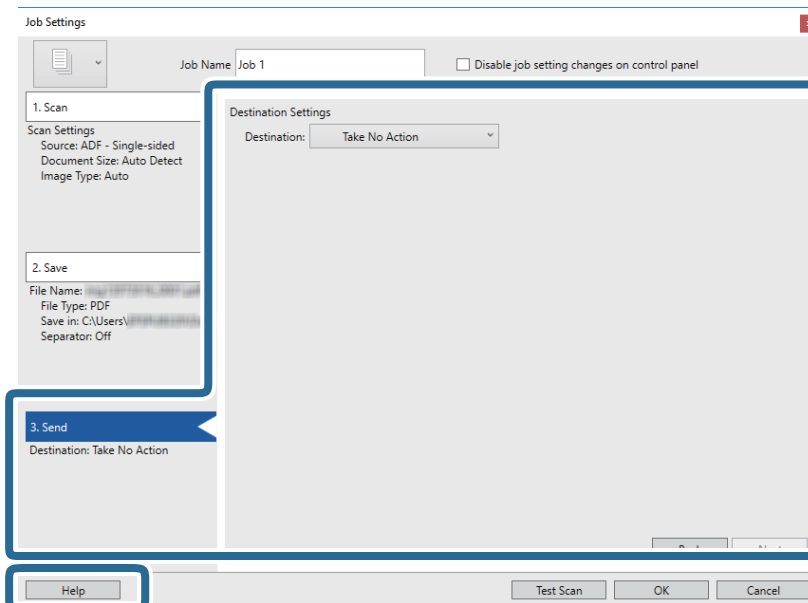 Job Settings
Job Name Job 1
Disable job setting changes on control panel
1. Scan
Scan Settings
Source: ADF - Single-sided
Document Size: Auto Detect
Image Type: Auto
2. Save
File Name:
File Type: PDF
Save in: C:\Users\
Separator: Off
3. Send
Destination: Take No Action
Destination Settings
Destination: Take No Action
Help
Test Scan
OK
Cancel